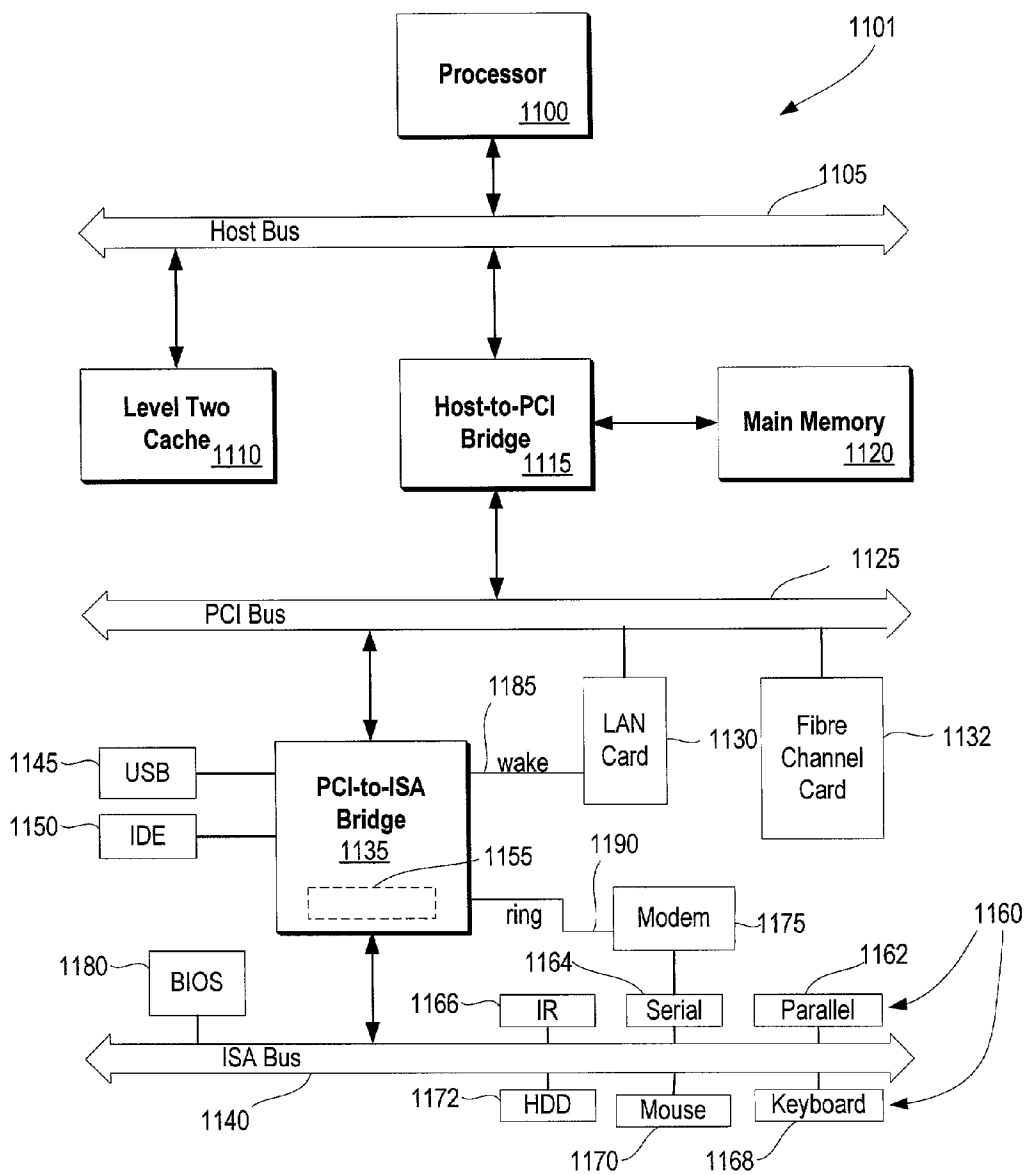 1101
Processor
1100
1105
Host Bus
Level Two
Cache
1110
Host-to-PCI
Bridge
1115
Main Memory
1120
1125
PCI Bus
1185
wake
LAN
Card
1130
Fibre
Channel
Card
1132
1145
USB
1150
IDE
PCI-to-ISA
Bridge
1135
1155
1190
ring
Modem
1175
1160
1180
BIOS
1164
1162
1166
IR
Serial
Parallel
ISA Bus
1140
1172
HDD
Mouse
Keyboard
1170
1168